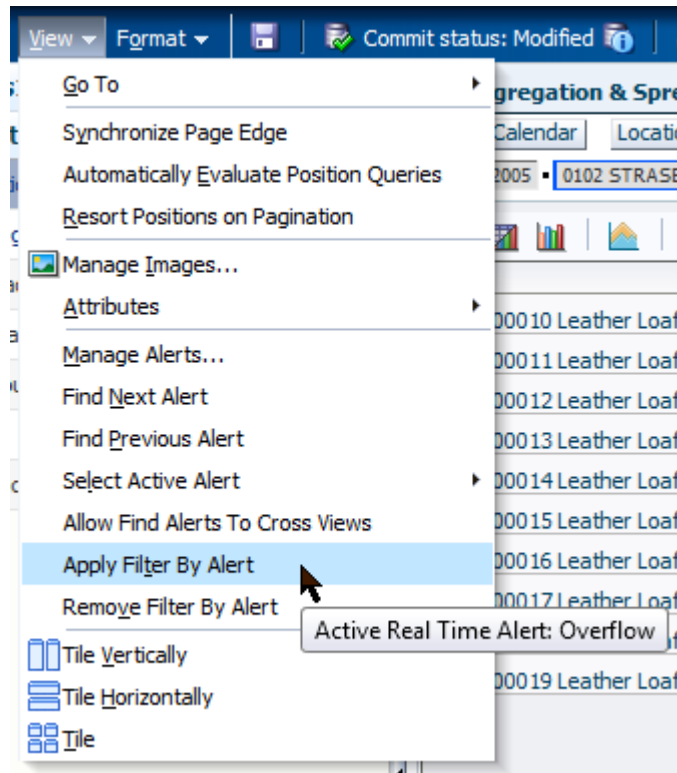 View Format Commit status: Modified
Go To
gregation & Spre
Synchronize Page Edge
Calendar Locatio
Automatically Evaluate Position Queries
2005 0102 STRASE
Resort Positions on Pagination
Manage Images...
Attributes
00010 Leather Loaf
Manage Alerts...
00011 Leather Loaf
Find Next Alert
00012 Leather Loaf
Find Previous Alert
00013 Leather Loaf
Select Active Alert
00014 Leather Loaf
Allow Find Alerts To Cross Views
00015 Leather Loaf
Apply Filter By Alert
00016 Leather Loaf
Remove Filter By Alert
00017 Leather Loaf
Active Real Time Alert: Overflow
Tile Vertically
00019 Leather Loaf
Tile Horizontally
Tile